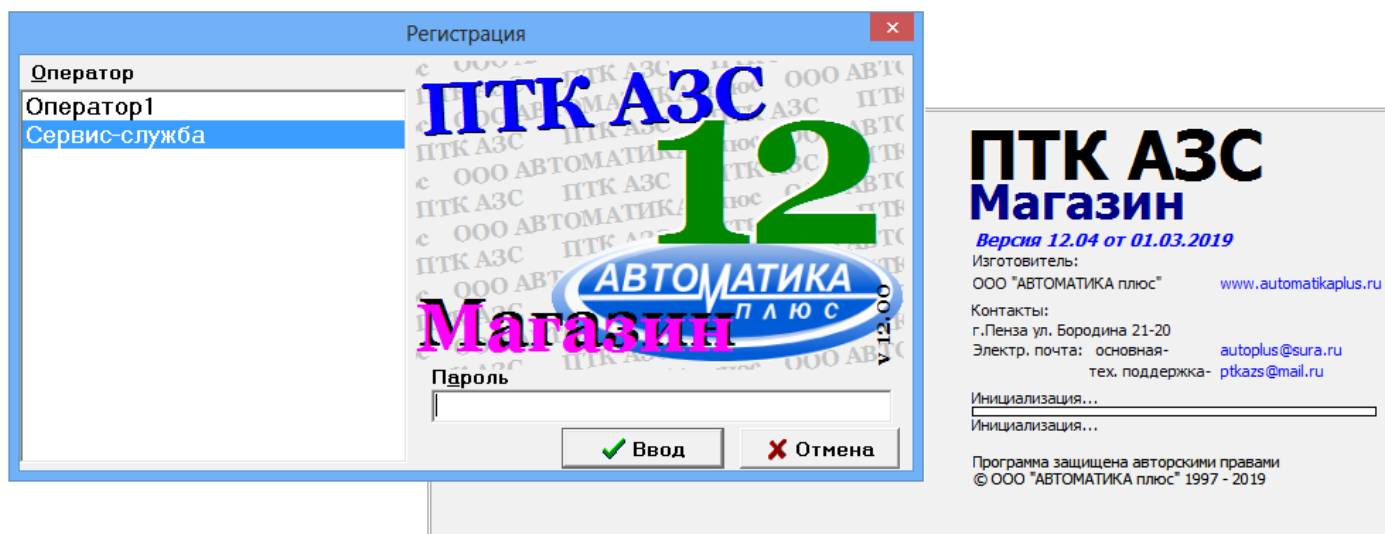 Регистрация
Оператор
Оператор1
Сервис-служба
ПТК АЗС
12
АВТОМАТИКА
ПЛЮС
Магазин
v 12.00
Пароль
Ввод
Отмена
ПТК АЗС
Магазин
Версия 12.04 от 01.03.2019
Изготовитель:
ООО "АВТОМАТИКА плюс" www.automatikaplus.ru
Контакты:
г.Пенза ул. Бородина 21-20
Электр. почта: основная- autoplus@sura.ru
тех. поддержка- ptkazs@mail.ru
Инициализация...
Инициализация...
Программа защищена авторскими правами
© ООО "АВТОМАТИКА плюс" 1997 - 2019